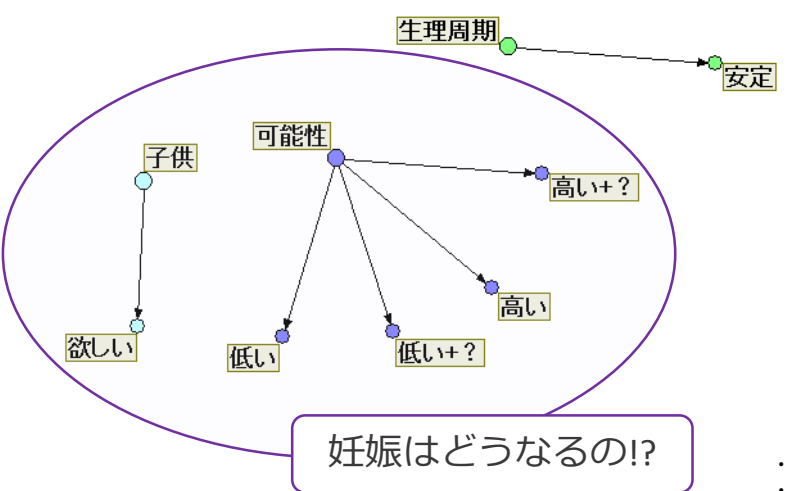 生理周期
安定
可能性
子供
高い+？
高い
欲しい
低い
低い+？
妊娠はどうなるの!?